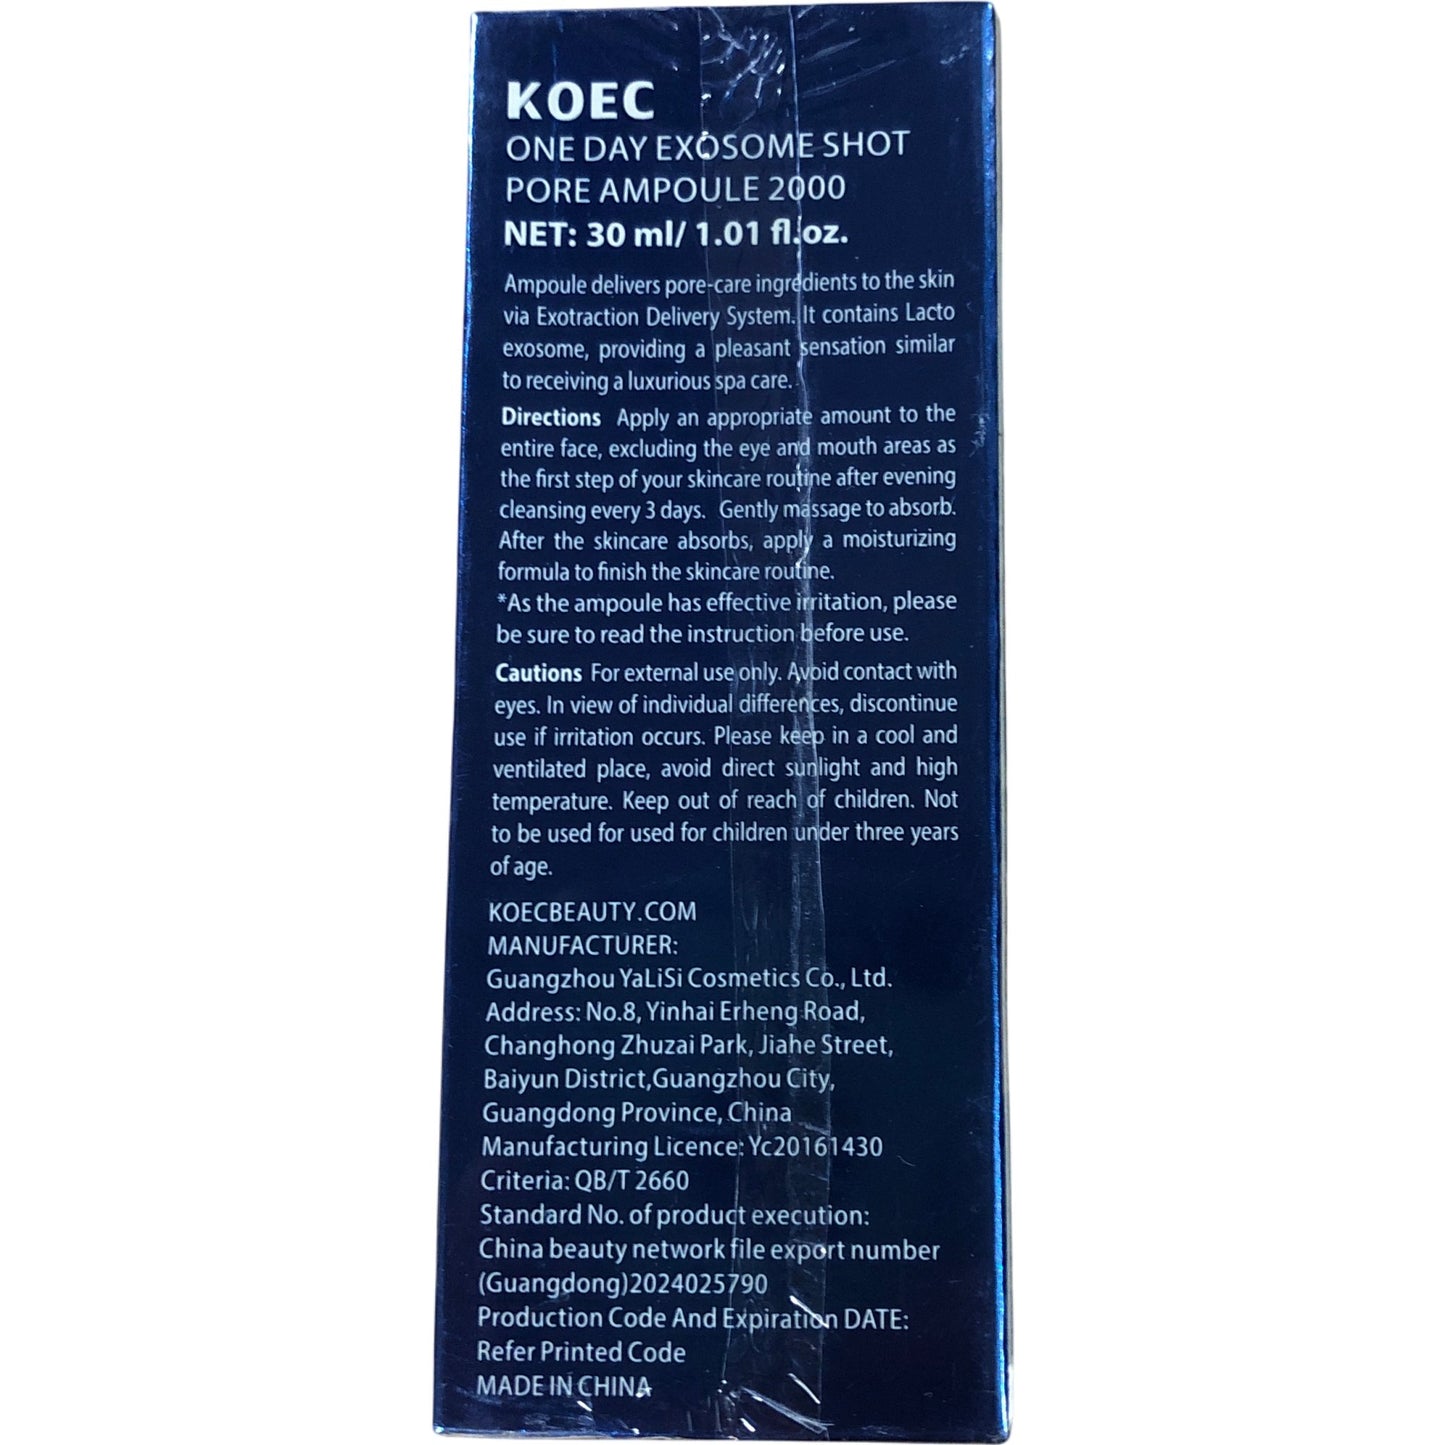 KOEC
ONE DAY EXOSOME SHOT
PORE AMPOULE 2000
NET: 30 ml/ 1.01 fl.oz.
Ampoule delivers pore-care ingredients to the skin
via Exotraction Delivery System. It contains Lacto
exosome, providing a pleasant sensation similar
to receiving a luxurious spa care.
Directions Apply an appropriate amount to the
entire face, excluding the eye and mouth areas as
the first step of your skincare routine after evening
cleansing every 3 days. Gently massage to absorb.
After the skincare absorbs, apply a moisturizing
formula to finish the skincare routine.
*As the ampoule has effective irritation, please
be sure to read the instruction before use.
Cautions For external use only. Avoid contact with
eyes. In view of individual differences, discontinue
use if irritation occurs. Please keep in a cool and
ventilated place, avoid direct sunlight and high
temperature. Keep out of reach of children. Not
to be used for used for children under three years
of age.
KOECBEAUTY.COM
MANUFACTURER:
Guangzhou YaLiSi Cosmetics Co., Ltd.
Address: No.8, Yinhai Erheng Road,
Changhong Zhuzai Park, Jiahe Street,
Baiyun District,Guangzhou City,
Guangdong Province, China
Manufacturing Licence: Yc20161430
Criteria: QB/T 2660
Standard No. of product execution:
China beauty network file export number
(Guangdong)2024025790
Production Code And Expiration DATE:
Refer Printed Code
MADE IN CHINA